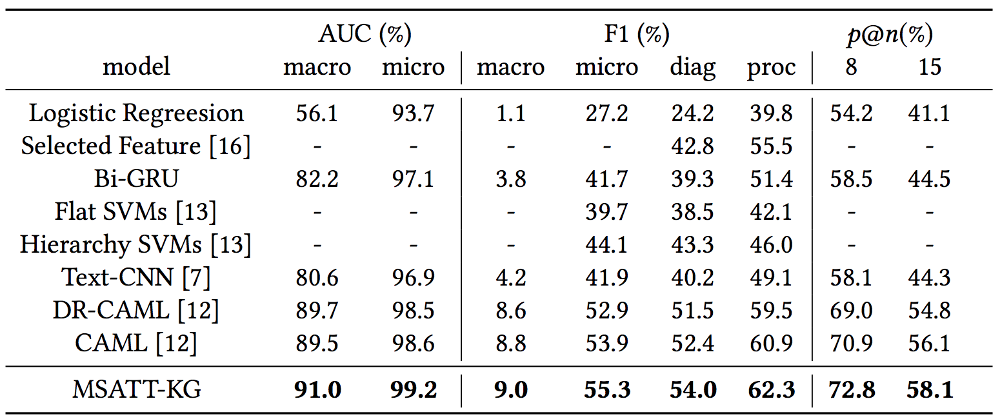 AUC (%) F1 (%) p@n(%)
model macro micro macro micro diag proc 8 15
Logistic Regreesion 56.1 93.7 1.1 27.2 24.2 39.8 54.2 41.1
Selected Feature [16] - - - - 42.8 55.5 - -
Bi-GRU 82.2 97.1 3.8 41.7 39.3 51.4 58.5 44.5
Flat SVMs [13] - - - 39.7 38.5 42.1 - -
Hierarchy SVMs [13] - - - 44.1 43.3 46.0 - -
Text-CNN [7] 80.6 96.9 4.2 41.9 40.2 49.1 58.1 44.3
DR-CAML [12] 89.7 98.5 8.6 52.9 51.5 59.5 69.0 54.8
CAML [12] 89.5 98.6 8.8 53.9 52.4 60.9 70.9 56.1
MSATT-KG 91.0 99.2 9.0 55.3 54.0 62.3 72.8 58.1